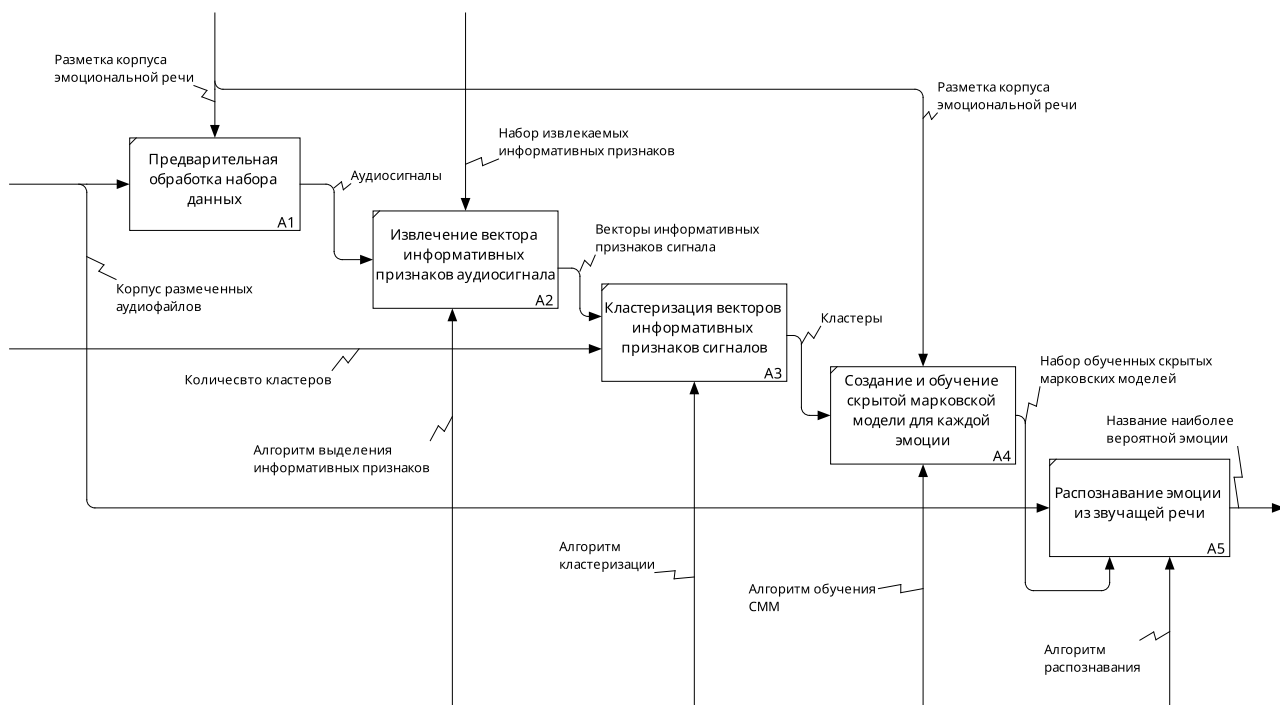 Разметка корпуса
эмоциональной речи
Разметка корпуса
эмоциональной речи
Набор извлекаемых
информативных признаков
Предварительная
обработка набора
данных
A1
Аудиосигналы
Извлечение вектора
информативных
признаков аудиосигнала
A2
Векторы информативных
признаков сигнала
Корпус размеченных
аудиофайлов
Кластеризация векторов
информативных
признаков сигналов
A3
Кластеры
Количесвто кластеров
Создание и обучение
скрытой марковской
модели для каждой
эмоции
A4
Набор обученных скрытых
марковских моделей
Название наиболее
вероятной эмоции
Алгоритм выделения
информативных признаков
Распознавание эмоции
из звучащей речи
A5
Алгоритм
кластеризации
Алгоритм обучения
СММ
Алгоритм
распознавания